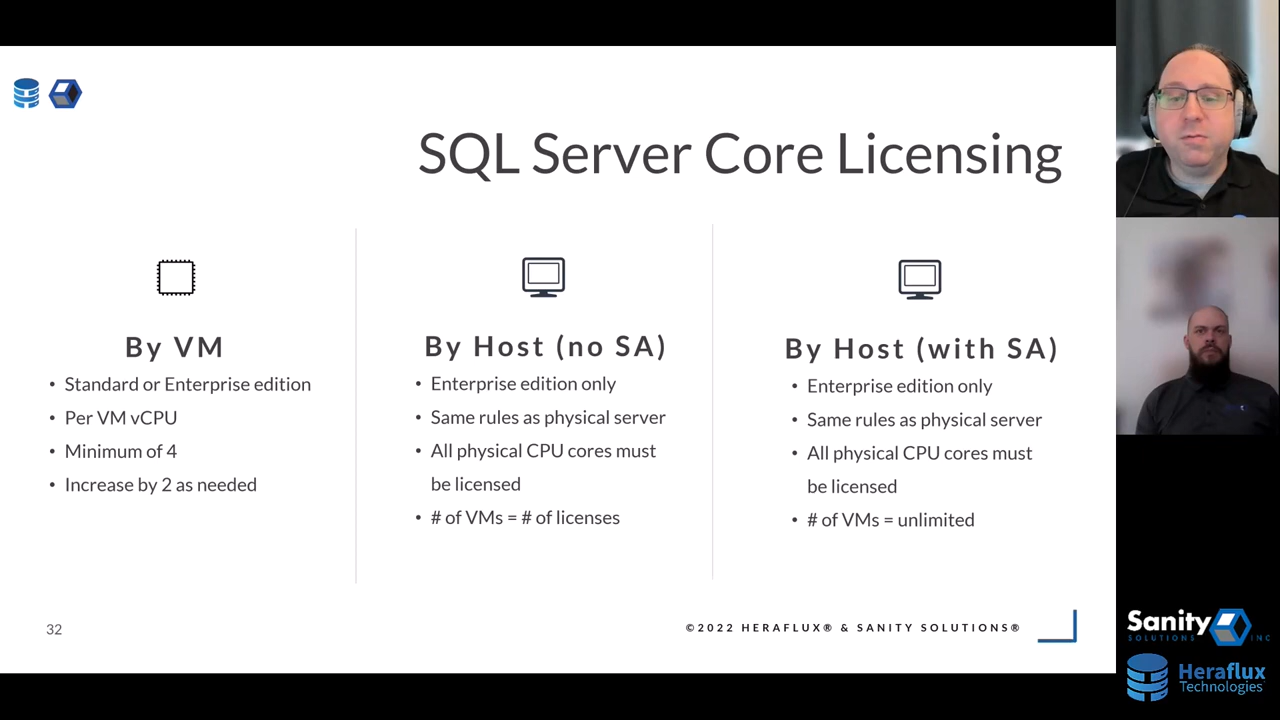 SQL Server Core Licensing
By VM
• Standard or Enterprise edition
• Per VM vCPU
• Minimum of 4
• Increase by 2 as needed
By Host (no SA)
• Enterprise edition only
• Same rules as physical server
• All physical CPU cores must
be licensed
• # of VMs = # of licenses
By Host (with SA)
• Enterprise edition only
• Same rules as physical server
• All physical CPU cores must
be licensed
• # of VMs = unlimited
32
©2022 HERAFLUX® & SANITY SOLUTIONS®
Sanity
SOLUTIONS INC
Heraflux
Technologies